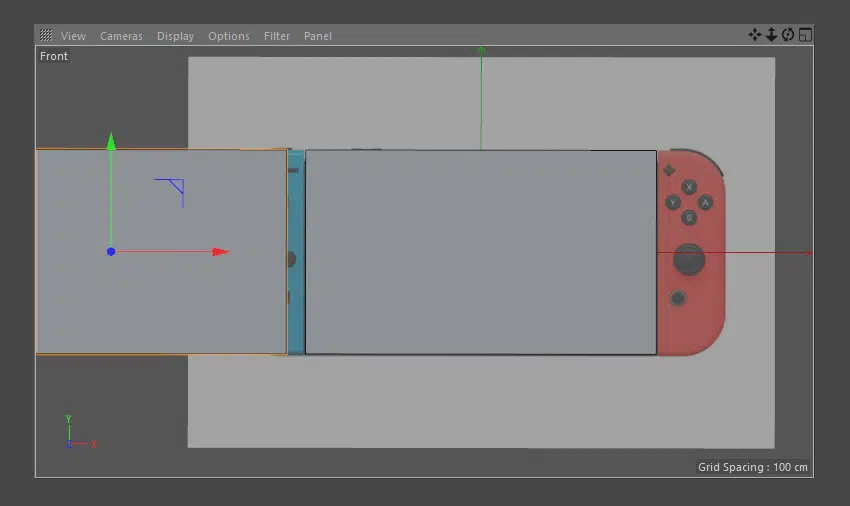 View Cameras Display Options Filter Panel
Front
X
Y A
B
Y
Z X
Grid Spacing : 100 cm